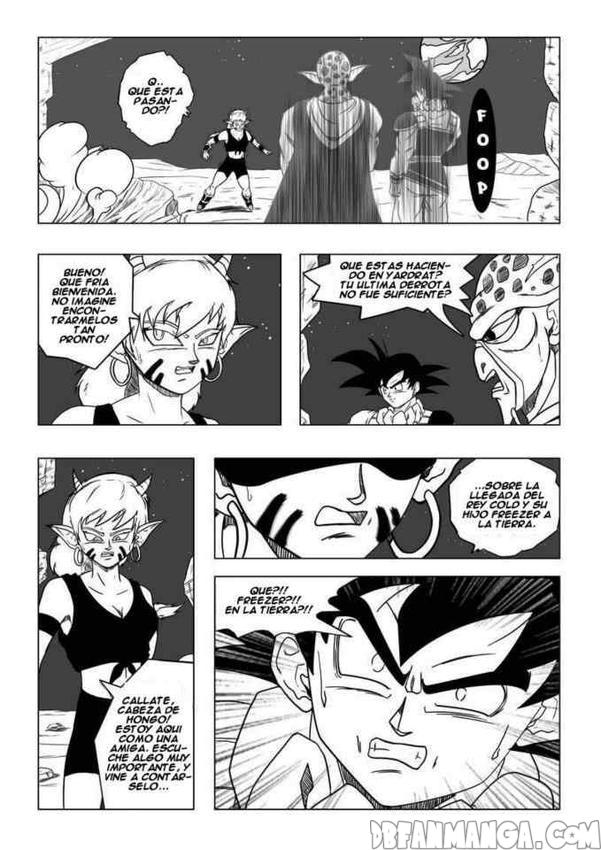 Q..
QUE ESTA
PASAN-
DO?!
FOOP
BUENO!
QUE FRIA
BIENVENIDA.
NO IMAGINE
ENCON-
TRARMELOS
TAN
PRONTO!
QUE ESTAS HACIEN-
DO EN YARDRAT?
TU ULTIMA DERROTA
NO FUE SUFICIENTE?
CALLATE,
CABEZA
DE
HONGO!
ESTOY AQUI
COMO UNA
AMIGA. ESCU-
CHE ALGO MUY
IMPORTANTE, Y
VINE A CONTAR-
SELO...
...SOBRE LA
LLEGADA DEL
REY COLD Y SU
HIJO FREEZER A
LA TIERRA.
QUE?!!
FREEZER?!!
EN LA TIERRA?!!
DBFANMANGA.COM